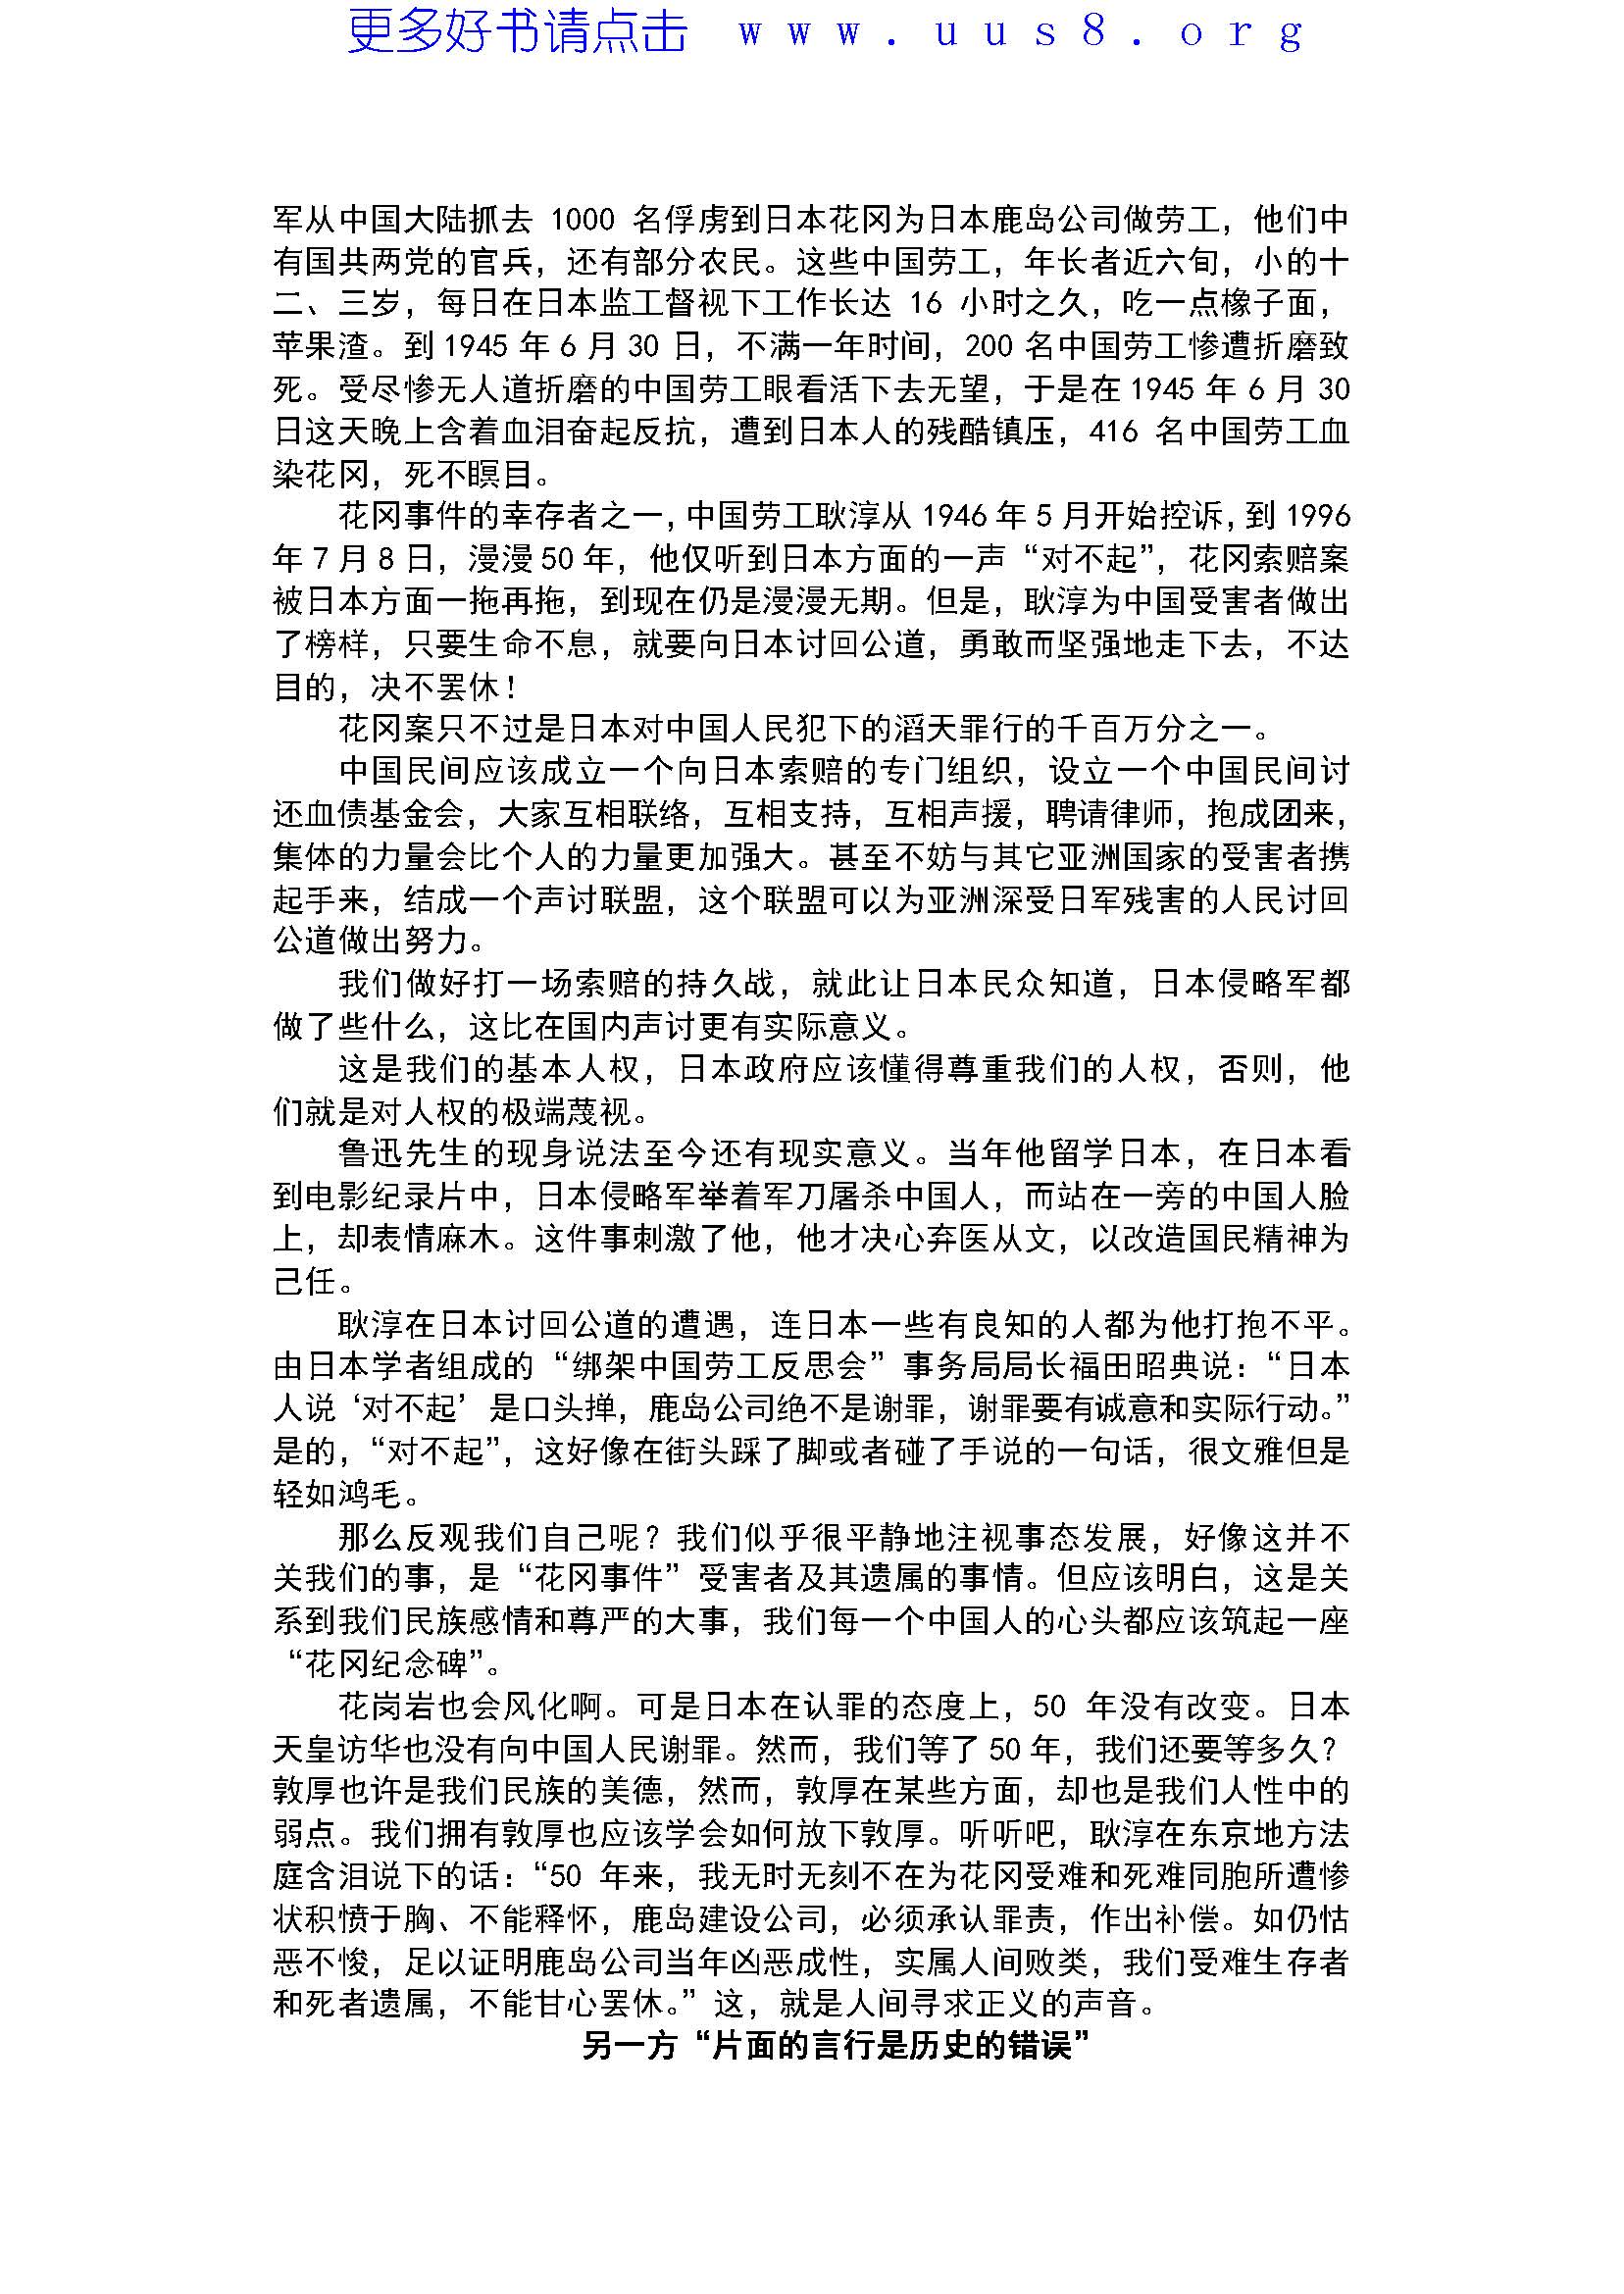 更多好书请点击 www.uus8.org
军从中国大陆抓去 1000 名俘虏到日本花冈为日本鹿岛公司做劳工，他们中
有国共两党的官兵，还有部分农民。这些中国劳工，年长者近六旬，小的十
二、三岁，每日在日本监工督视下工作长达 16 小时之久，吃一点橡子面，
苹果渣。到 1945 年 6 月 30 日，不满一年时间，200 名中国劳工惨遭折磨致
死。受尽惨无人道折磨的中国劳工眼看活下去无望，于是在 1945 年 6 月 30
日这天晚上含着血泪奋起反抗，遭到日本人的残酷镇压，416 名中国劳工血
染花冈，死不瞑目。
花冈事件的幸存者之一，中国劳工耿淳从 1946 年 5 月开始控诉，到 1996
年 7 月 8 日，漫漫 50 年，他仅听到日本方面的一声“对不起”，花冈索赔案
被日本方面一拖再拖，到现在仍是漫漫无期。但是，耿淳为中国受害者做出
了榜样，只要生命不息，就要向日本讨回公道，勇敢而坚强地走下去，不达
目的，决不罢休！
花冈案只不过是日本对中国人民犯下的滔天罪行的千百万分之一。
中国民间应该成立一个向日本索赔的专门组织，设立一个中国民间讨
还血债基金会，大家互相联络，互相支持，互相声援，聘请律师，抱成团来，
集体的力量会比个人的力量更加强大。甚至不妨与其它亚洲国家的受害者携
起手来，结成一个声讨联盟，这个联盟可以为亚洲深受日军残害的人民讨回
公道做出努力。
我们做好打一场索赔的持久战，就此让日本民众知道，日本侵略军都
做了些什么，这比在国内声讨更有实际意义。
这是我们的基本人权，日本政府应该懂得尊重我们的人权，否则，他
们就是对人权的极端蔑视。
鲁迅先生的现身说法至今还有现实意义。当年他留学日本，在日本看
到电影纪录片中，日本侵略军举着军刀屠杀中国人，而站在一旁的中国人脸
上，却表情麻木。这件事刺激了他，他才决心弃医从文，以改造国民精神为
己任。
耿淳在日本讨回公道的遭遇，连日本一些有良知的人都为他打抱不平。
由日本学者组成的“绑架中国劳工反思会”事务局局长福田昭典说：“日本
人说‘对不起’是口头掸，鹿岛公司绝不是谢罪，谢罪要有诚意和实际行动。”
是的，“对不起”，这好像在街头踩了脚或者碰了手说的一句话，很文雅但是
轻如鸿毛。
那么反观我们自己呢？我们似乎很平静地注视事态发展，好像这并不
关我们的事，是“花冈事件”受害者及其遗属的事情。但应该明白，这是关
系到我们民族感情和尊严的大事，我们每一个中国人的心头都应该筑起一座
“花冈纪念碑”。
花岗岩也会风化啊。可是日本在认罪的态度上，50 年没有改变。日本
天皇访华也没有向中国人民谢罪。然而，我们等了 50 年，我们还要等多久？
敦厚也许是我们民族的美德，然而，敦厚在某些方面，却也是我们人性中的
弱点。我们拥有敦厚也应该学会如何放下敦厚。听听吧，耿淳在东京地方法
庭含泪说下的话：“50 年来，我无时无刻不在为花冈受难和死难同胞所遭惨
状积愤于胸、不能释怀，鹿岛建设公司，必须承认罪责，作出补偿。如仍怙
恶不悛，足以证明鹿岛公司当年凶恶成性，实属人间败类，我们受难生存者
和死者遗属，不能甘心罢休。”这，就是人间寻求正义的声音。
另一方“片面的言行是历史的错误”